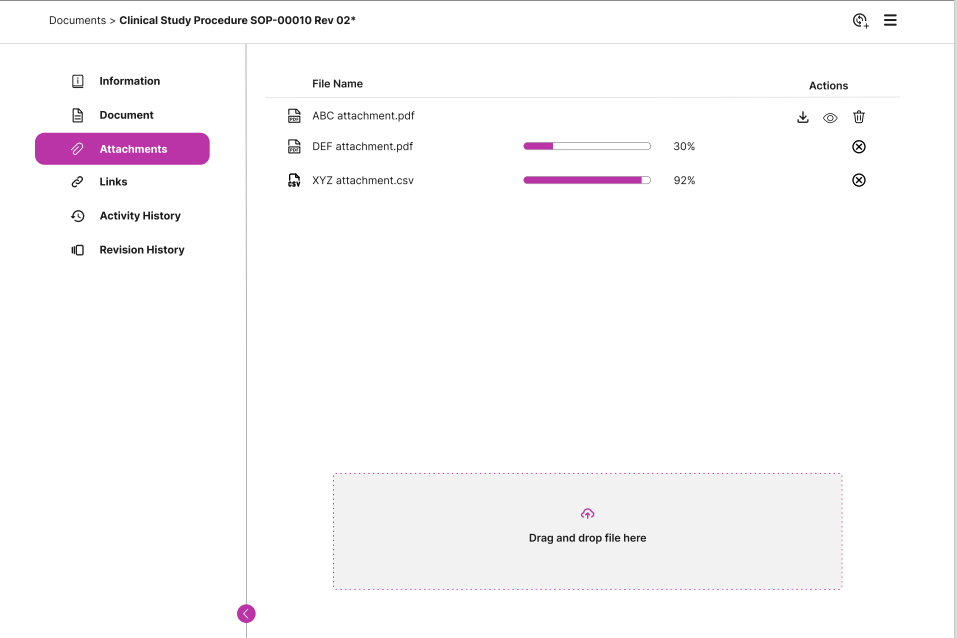 Documents > Clinical Study Procedure SOP-00010 Rev 02*
Information
Document
Attachments
Links
Activity History
Revision History
File Name Actions
PDF ABC attachment.pdf
PDF DEF attachment.pdf 30%
CSV XYZ attachment.csv 92%
Drag and drop file here